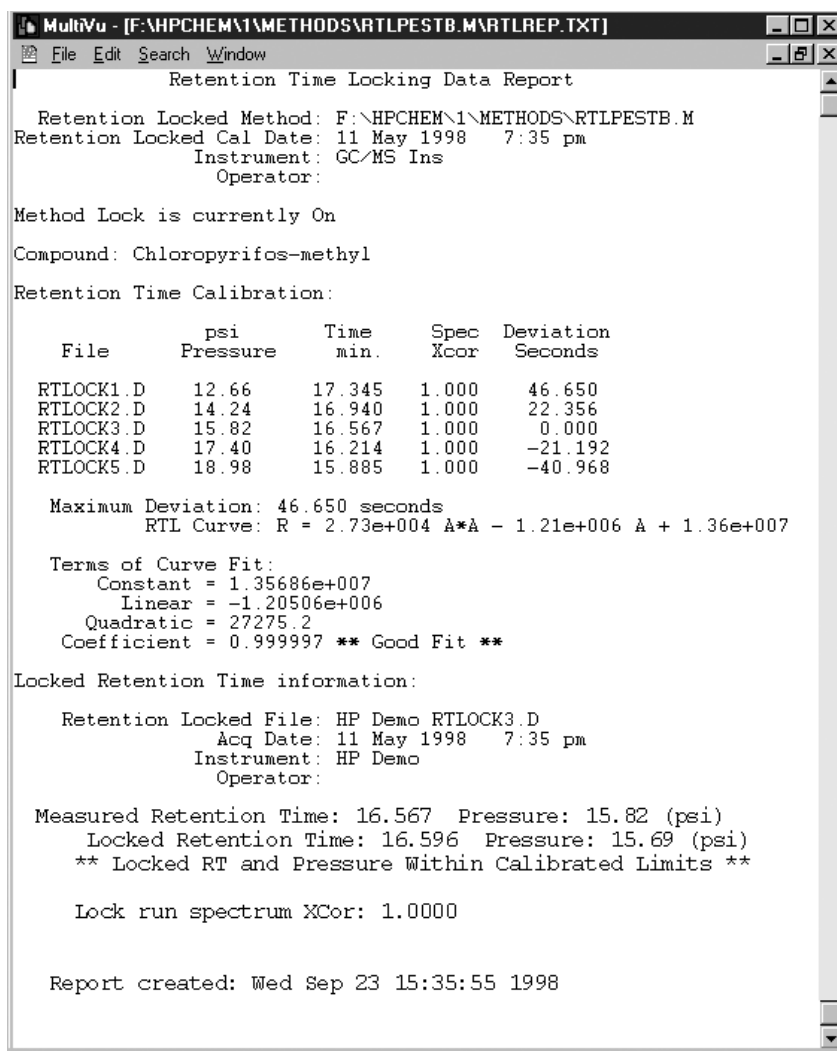 MultiVu - [F:\HPCHEM\1\METHODS\RTLPESTB.M\RTLREP.TXT]
File Edit Search Window
Retention Time Locking Data Report
Retention Locked Method: F:\HPCHEM\1\METHODS\RTLPESTB.M
Retention Locked Cal Date: 11 May 1998 7:35 pm
Instrument: GC/MS Ins
Operator:
Method Lock is currently On
Compound: Chloropyrifos-methyl
Retention Time Calibration:
psi Time Spec Deviation
File Pressure min. Xcor Seconds
RTLOCK1.D 12.66 17.345 1.000 46.650
RTLOCK2.D 14.24 16.940 1.000 22.356
RTLOCK3.D 15.82 16.567 1.000 0.000
RTLOCK4.D 17.40 16.214 1.000 -21.192
RTLOCK5.D 18.98 15.885 1.000 -40.968
Maximum Deviation: 46.650 seconds
RTL Curve: R = 2.73e+004 A*A - 1.21e+006 A + 1.36e+007
Terms of Curve Fit:
Constant = 1.35686e+007
Linear = -1.20506e+006
Quadratic = 27275.2
Coefficient = 0.999997 ** Good Fit **
Locked Retention Time information:
Retention Locked File: HP Demo RTLOCK3.D
Acq Date: 11 May 1998 7:35 pm
Instrument: HP Demo
Operator:
Measured Retention Time: 16.567 Pressure: 15.82 (psi)
Locked Retention Time: 16.596 Pressure: 15.69 (psi)
** Locked RT and Pressure Within Calibrated Limits **
Lock run spectrum XCor: 1.0000
Report created: Wed Sep 23 15:35:55 1998